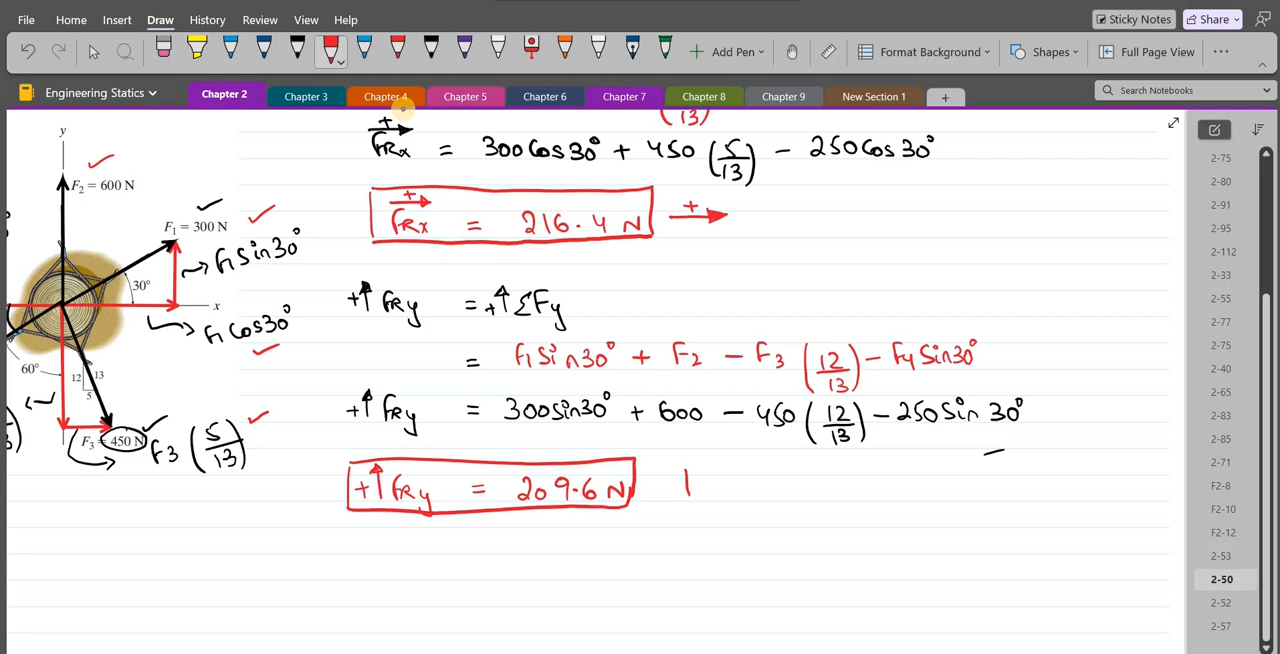 File Home Insert Draw History Review View Help
Sticky Notes Share
Add Pen Format Background Shapes Full Page View
Engineering Statics Chapter 2 Chapter 3 Chapter 4 Chapter 5 Chapter 6 Chapter 7 Chapter 8 Chapter 9 New Section 1 +
Search Notebooks
y
F₂ = 600 N
F₁ = 300 N
F₁ Sin30°
30°
x
F₁ Cos30°
60°
12
13
5
F₃ = 450 N
F₃ (5/13)
13)
+
FRx = 300 Cos 30° + 450 (5/13) - 250 Cos 30°
+
FRx = 216.4 N
+
+↑ FRy = +↑ ΣFy
= F₁ Sin30° + F₂ - F₃ (12/13) - F₄ Sin30°
+↑ FRy = 300 sin30° + 600 - 450 (12/13) - 250 Sin 30°
+↑ FRy = 209.6 N
2-75
2-80
2-91
2-95
2-112
2-33
2-55
2-77
2-75
2-40
2-65
2-83
2-85
2-71
F2-8
F2-10
F2-12
2-53
2-50
2-52
2-57